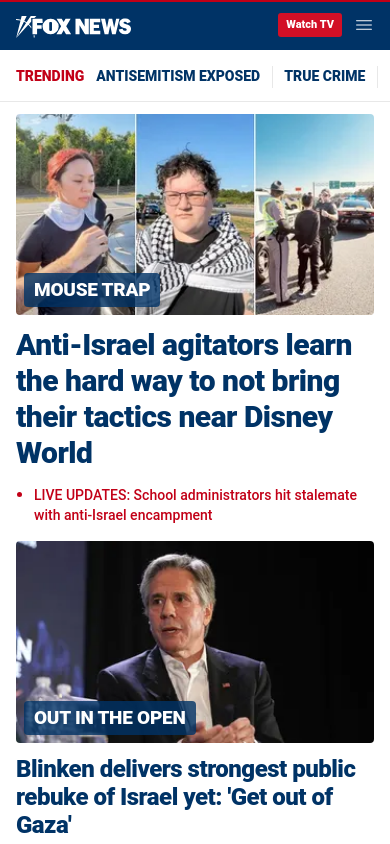 FOX NEWS
Watch TV
TRENDING ANTISEMITISM EXPOSED TRUE CRIME
MOUSE TRAP
Anti-Israel agitators learn
the hard way to not bring
their tactics near Disney
World
LIVE UPDATES: School administrators hit stalemate
with anti-Israel encampment
OUT IN THE OPEN
Blinken delivers strongest public
rebuke of Israel yet: 'Get out of
Gaza'